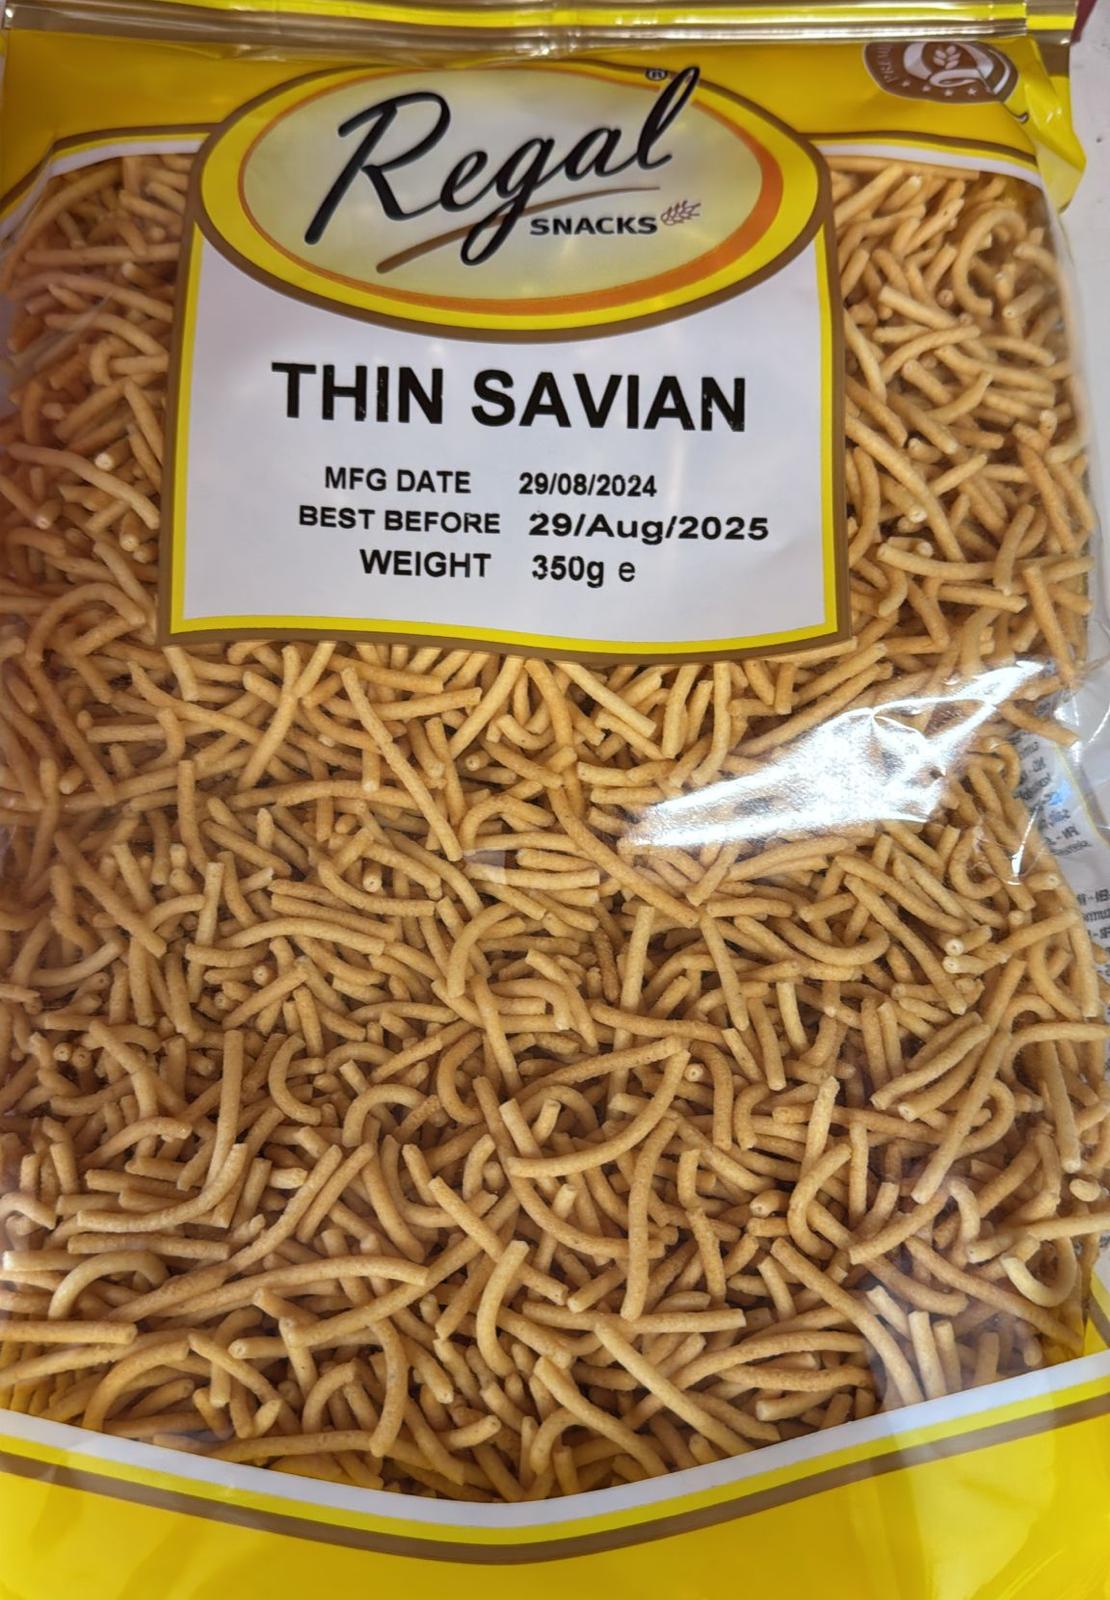 Regal®
SNACKS
THIN SAVIAN
MFG DATE 29/08/2024
BEST BEFORE 29/Aug/2025
WEIGHT 350g e